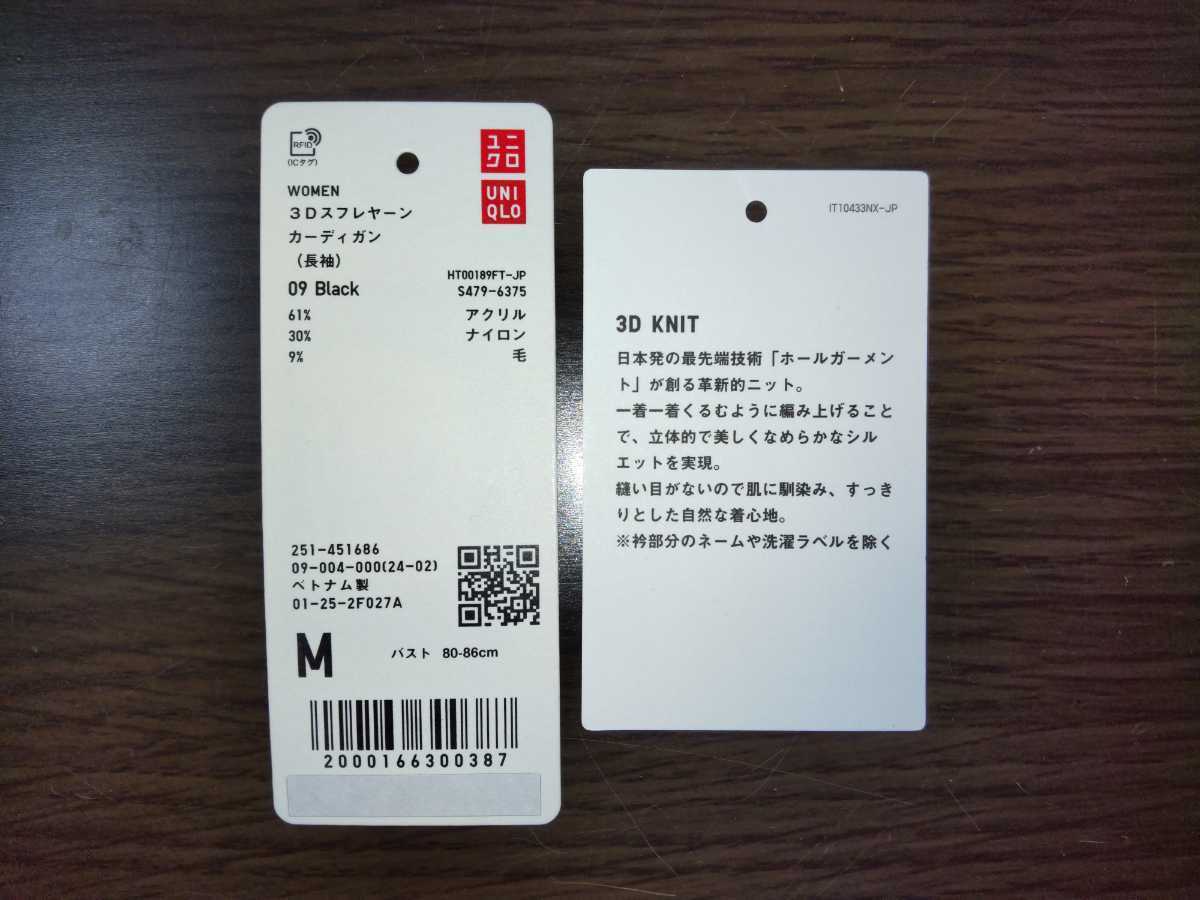 RFID
(ICタグ)
ユニ
クロ
UNI
QLO
WOMEN
3Dスフレヤーン
カーディガン
（長袖）
HT00189FT-JP
09 Black
S479-6375
61% アクリル
30% ナイロン
9% 毛
251-451686
09-004-000(24-02)
ベトナム製
01-25-2F027A
M バスト 80-86cm
2000166300387
IT10433NX-JP
3D KNIT
日本発の最先端技術「ホールガーメン
ト」が創る革新的ニット。
一着一着くるむように編み上げること
で、立体的で美しくなめらかなシル
エットを実現。
縫い目がないので肌に馴染み、すっき
りとした自然な着心地。
※衿部分のネームや洗濯ラベルを除く